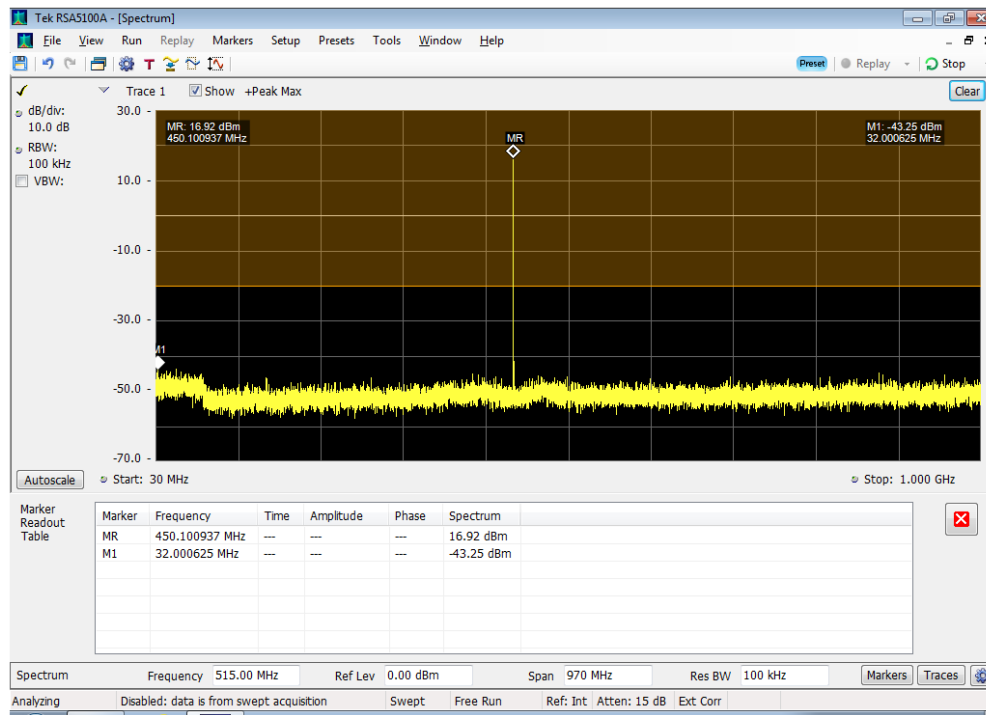 Tek RSA5100A - [Spectrum]
File View Run Replay Markers Setup Presets Tools Window Help
T Preset Replay Stop
Trace 1 Show +Peak Max Clear
dB/div:
10.0 dB
RBW:
100 kHz
VBW:
30.0 -
10.0 -
-10.0 -
-30.0 -
-50.0 -
-70.0 -
MR: 16.92 dBm
450.100937 MHz
MR
M1: -43.25 dBm
32.000625 MHz
M1
Autoscale Start: 30 MHz Stop: 1.000 GHz
Marker
Readout
Table
Marker Frequency Time Amplitude Phase Spectrum
MR 450.100937 MHz --- --- --- 16.92 dBm
M1 32.000625 MHz --- --- --- -43.25 dBm
Spectrum Frequency 515.00 MHz Ref Lev 0.00 dBm Span 970 MHz Res BW 100 kHz Markers Traces
Analyzing Disabled: data is from swept acquisition Swept Free Run Ref: Int Atten: 15 dB Ext Corr